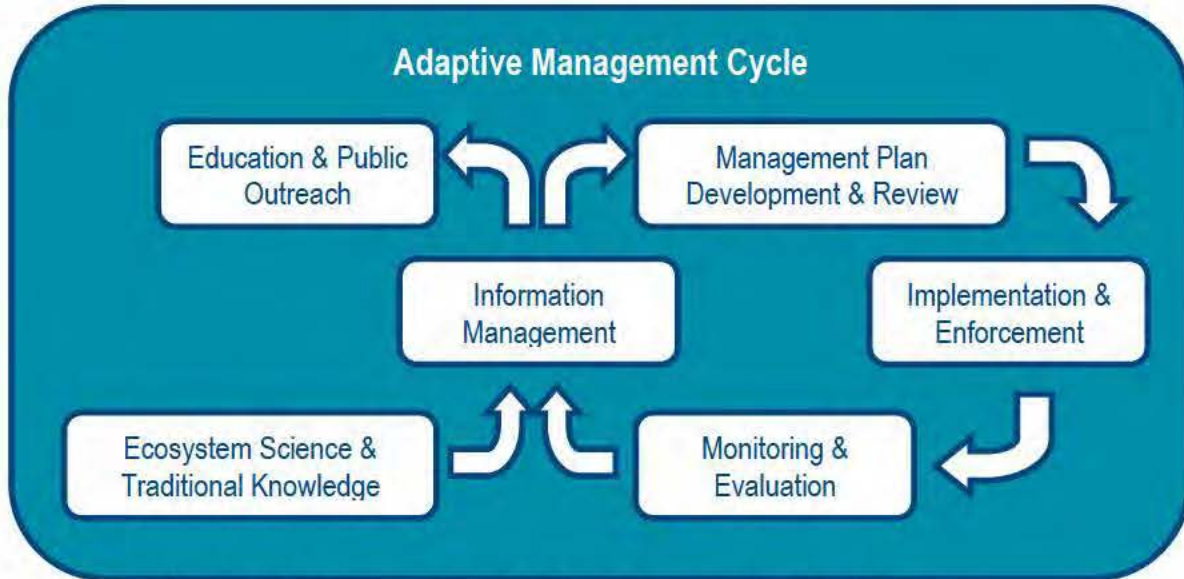 Adaptive Management Cycle
Education & Public
Outreach
Management Plan
Development & Review
Information
Management
Implementation &
Enforcement
Ecosystem Science &
Traditional Knowledge
Monitoring &
Evaluation